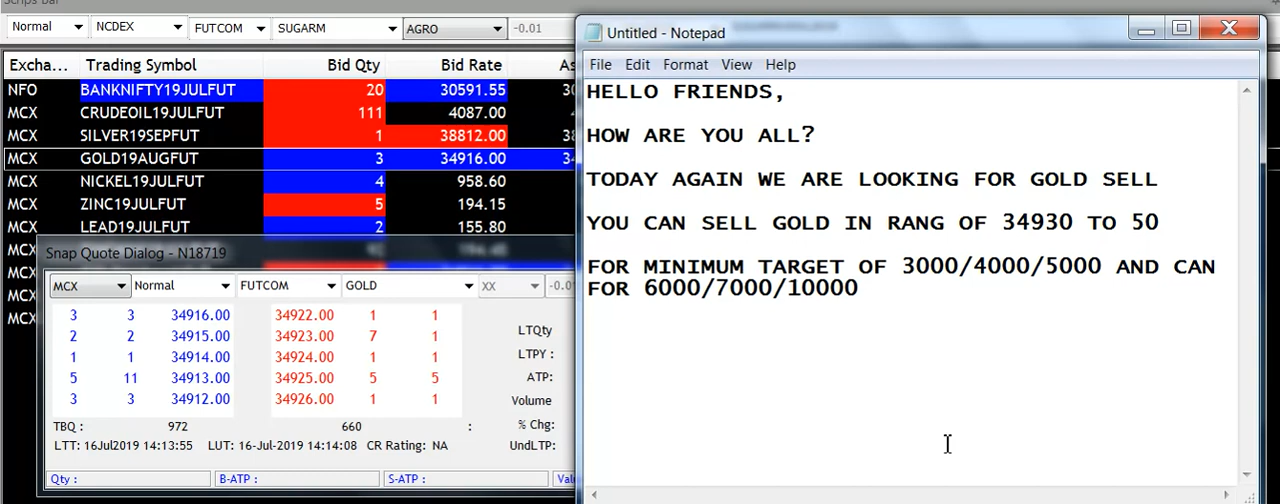 Scrips Bar
Normal NCDEX FUTCOM SUGARM AGRO -0.01
Excha... Trading Symbol Bid Qty Bid Rate
NFO BANKNIFTY19JULFUT 20 30591.55
MCX CRUDEOIL19JULFUT 111 4087.00
MCX SILVER19SEPFUT 1 38812.00
MCX GOLD19AUGFUT 3 34916.00
MCX NICKEL19JULFUT 4 958.60
MCX ZINC19JULFUT 5 194.15
MCX LEAD19JULFUT 2 155.80
MCX
MCX
MCX
MCX
Snap Quote Dialog - N18719
MCX Normal FUTCOM GOLD XX -0.01
3 3 34916.00 34922.00 1 1
2 2 34915.00 34923.00 7 1
1 1 34914.00 34924.00 1 1
5 11 34913.00 34925.00 5 5
3 3 34912.00 34926.00 1 1
LTQty
LTPY :
ATP:
Volume
% Chg:
UndLTP:
TBQ : 972 660 :
LTT: 16Jul2019 14:13:55 LUT: 16-Jul-2019 14:14:08 CR Rating: NA
Qty : B-ATP : S-ATP :
Untitled - Notepad
File Edit Format View Help
HELLO FRIENDS,
HOW ARE YOU ALL?
TODAY AGAIN WE ARE LOOKING FOR GOLD SELL
YOU CAN SELL GOLD IN RANG OF 34930 TO 50
FOR MINIMUM TARGET OF 3000/4000/5000 AND CAN
FOR 6000/7000/10000